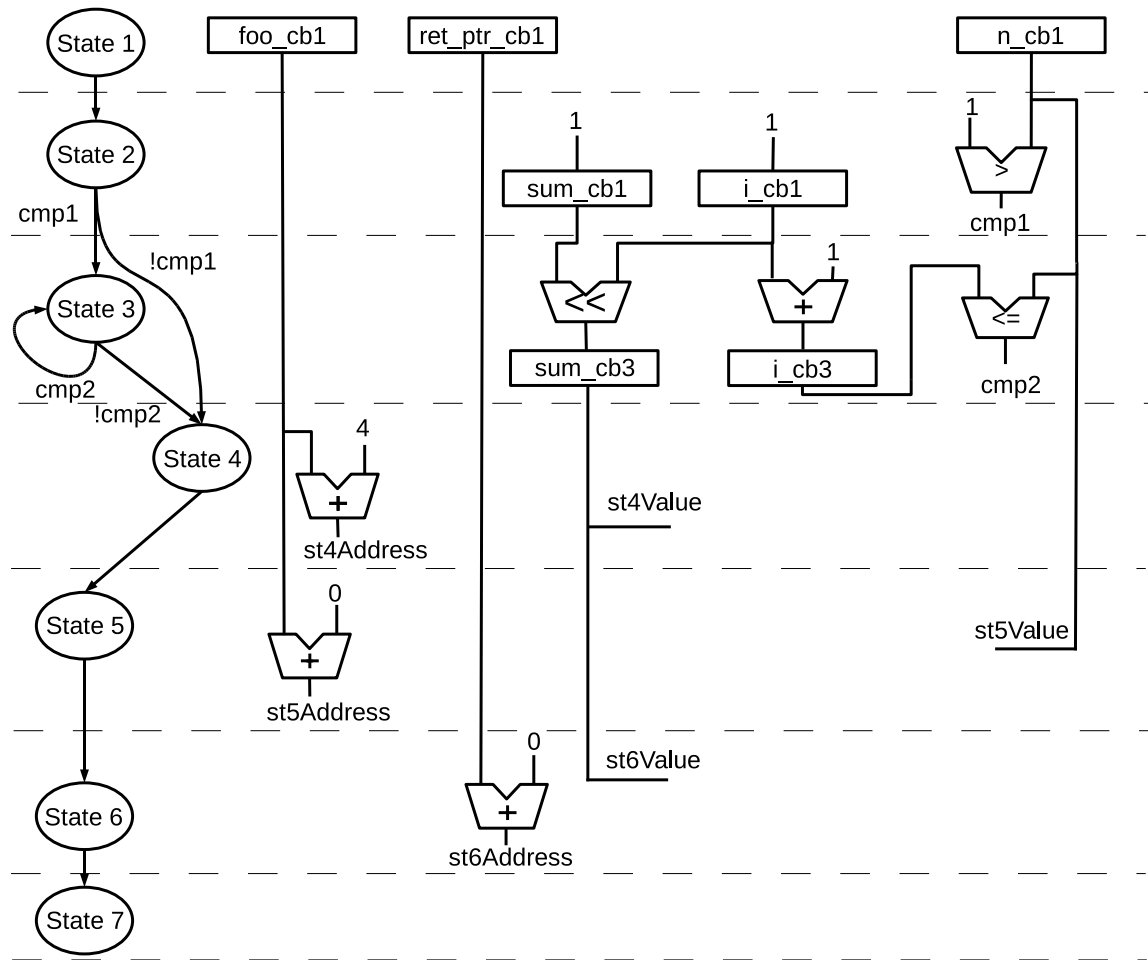 State 1
foo_cb1
ret_ptr_cb1
n_cb1
State 2
1
1
1
sum_cb1
i_cb1
>
cmp1
cmp1
!cmp1
State 3
1
<<
+
<=
sum_cb3
i_cb3
cmp2
cmp2
!cmp2
State 4
4
+
st4Value
st4Address
State 5
0
+
st5Value
st5Address
0
st6Value
State 6
+
st6Address
State 7